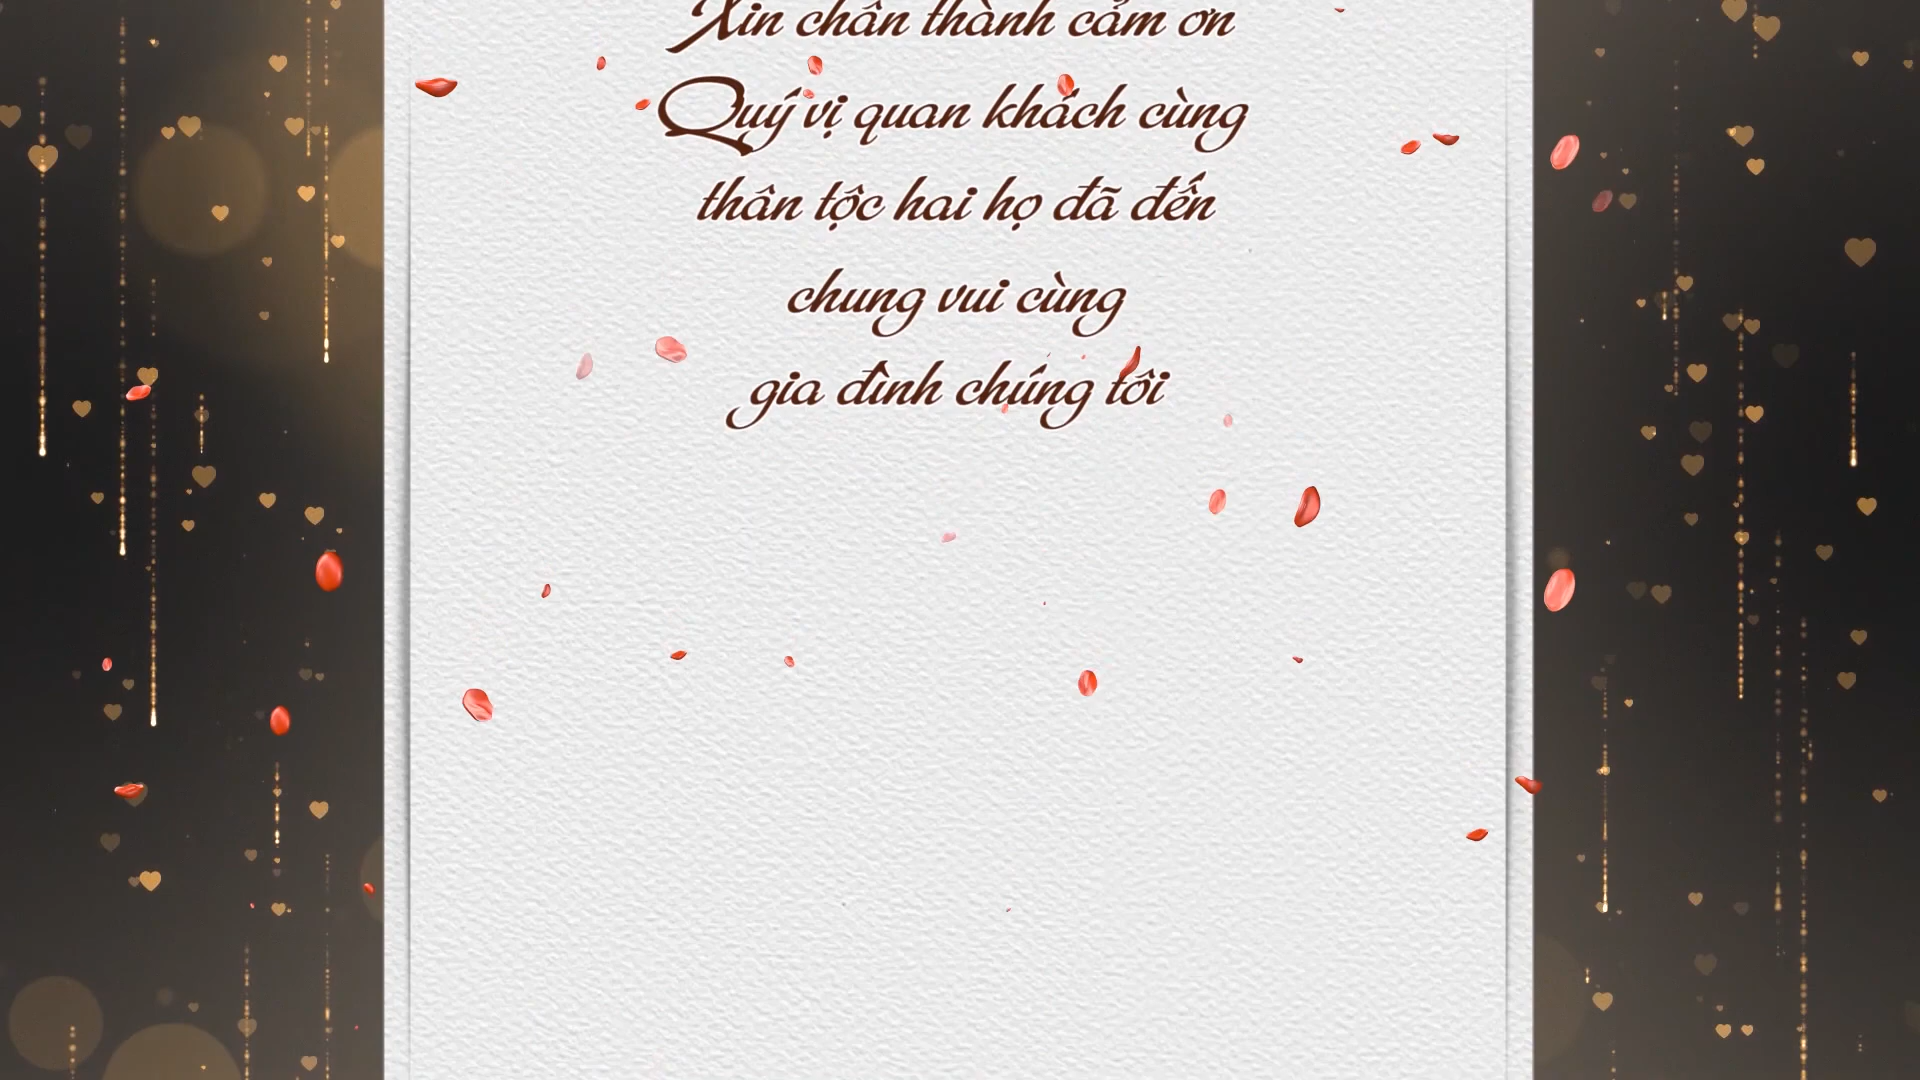 Xin chân thành cảm ơn
Quý vị quan khách cùng
thân tộc hai họ đã đến
chung vui cùng
gia đình chúng tôi